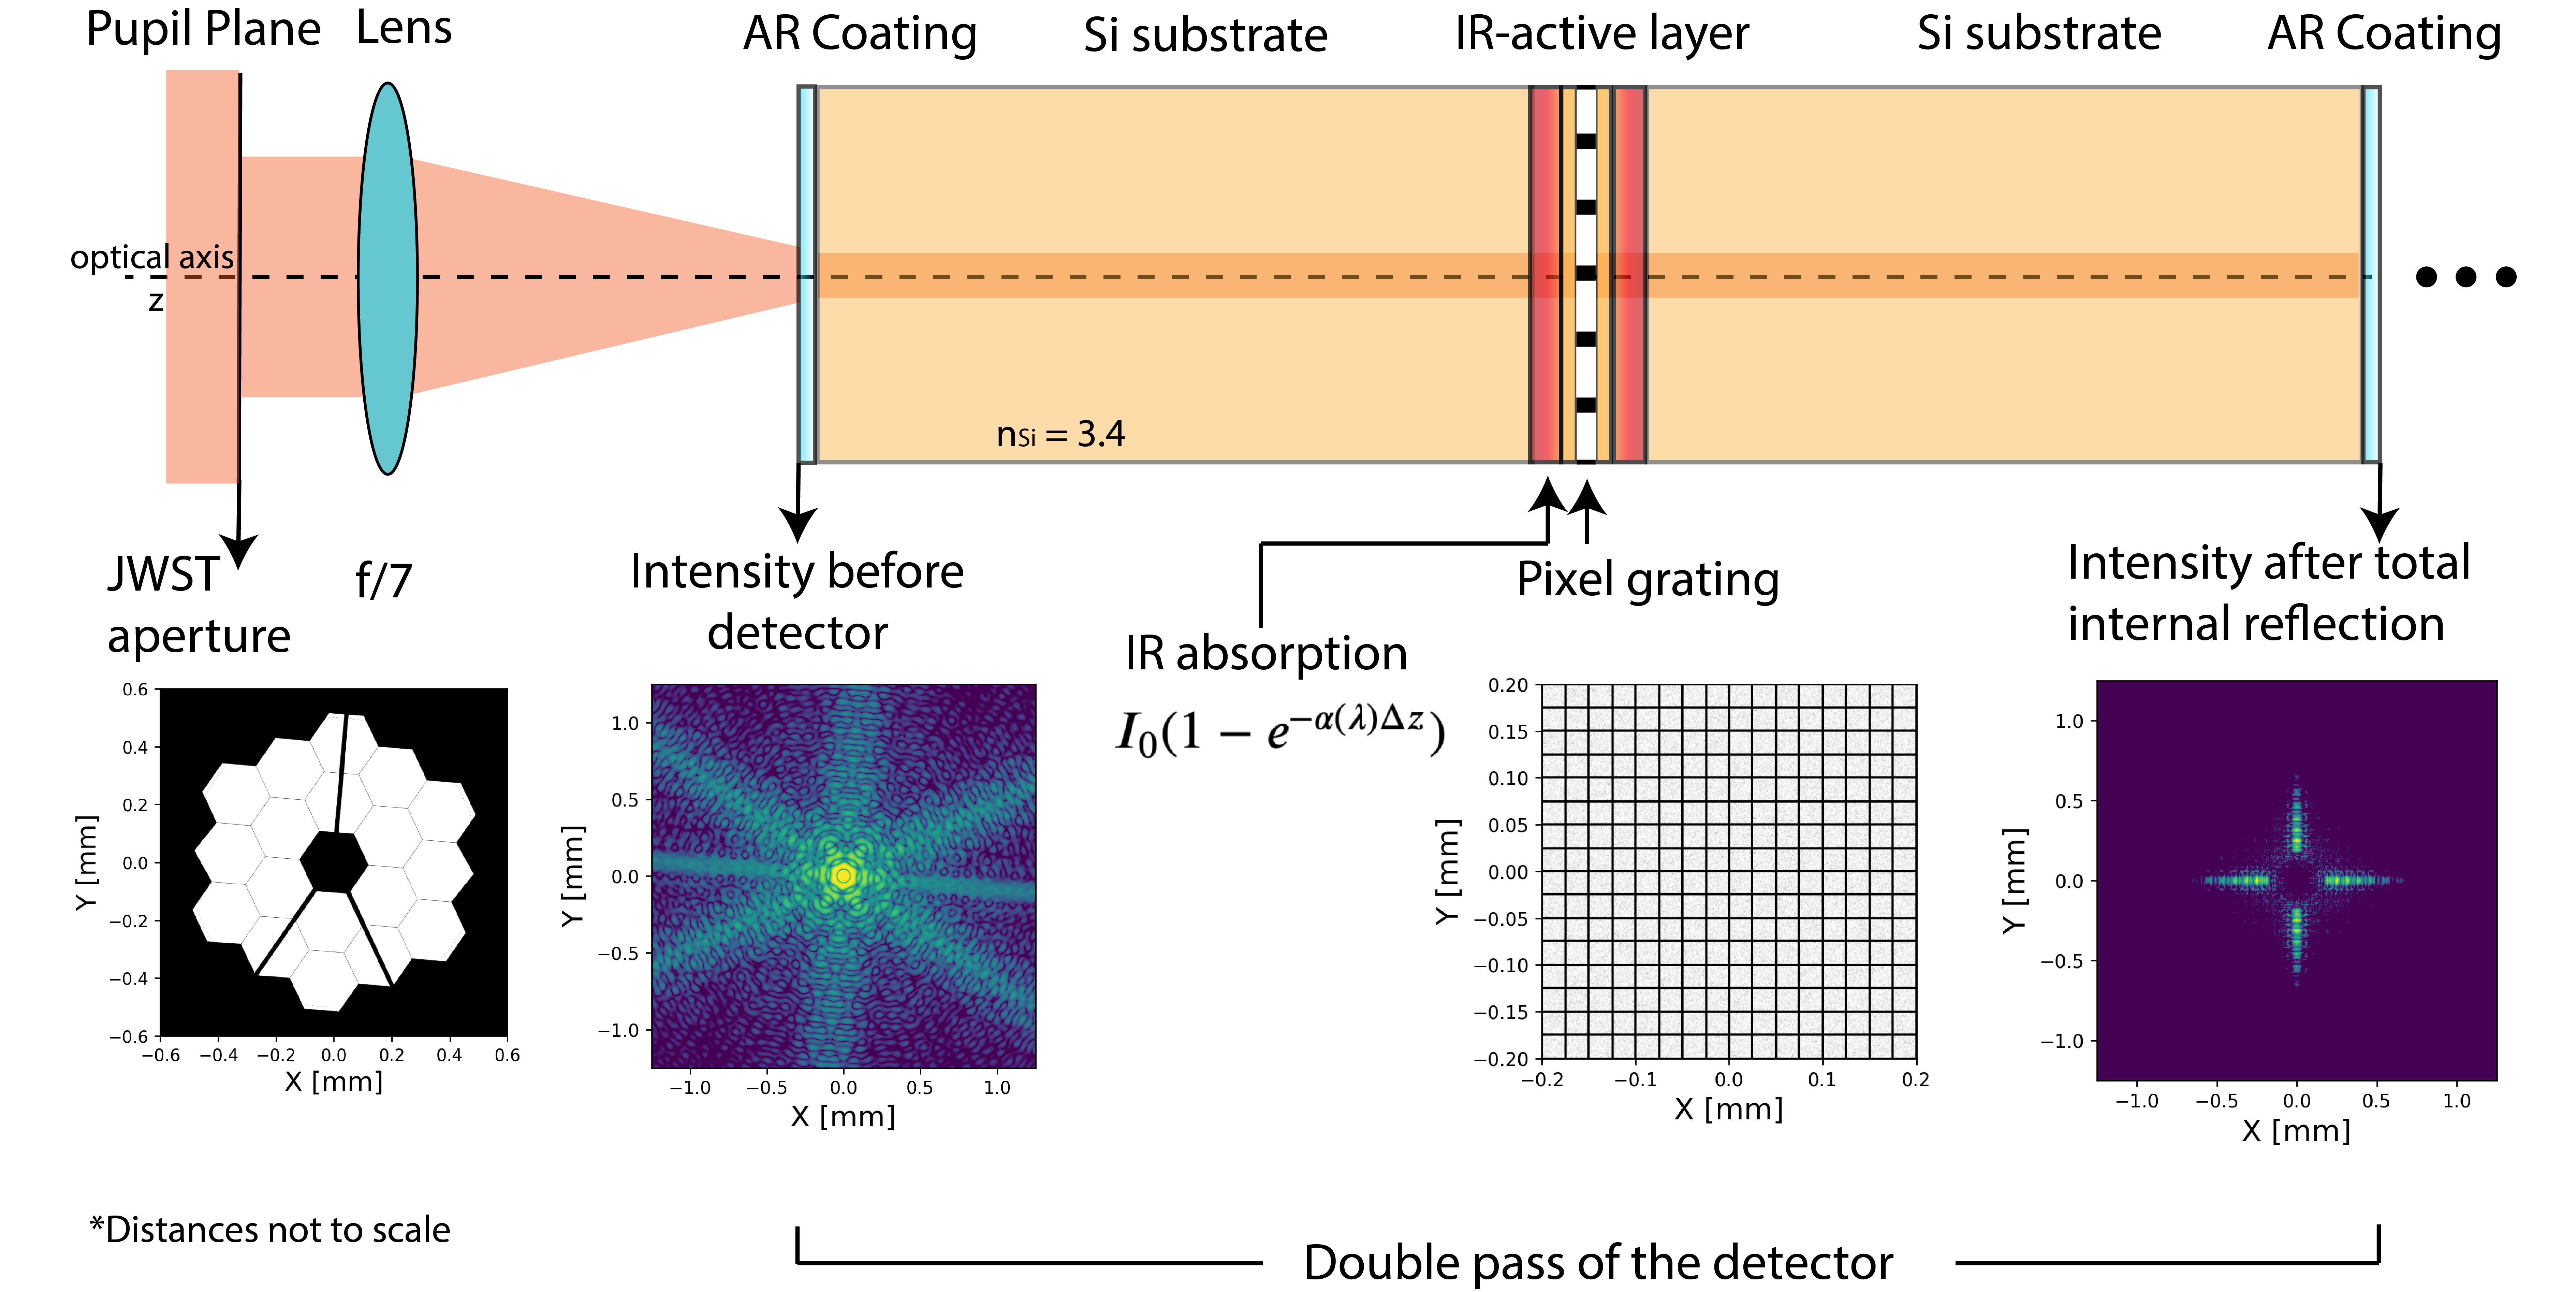 Pupil Plane
Lens
AR Coating
Si substrate
IR-active layer
Si substrate
AR Coating
optical axis
z
nSi = 3.4
JWST
aperture
f/7
Intensity before
detector
IR absorption
I₀(1 − e^{−α(λ)Δz})
Pixel grating
Intensity after total
internal reflection
0.6
0.4
0.2
0.0
−0.2
−0.4
−0.6
Y [mm]
−0.6 −0.4 −0.2 0.0 0.2 0.4 0.6
X [mm]
1.0
0.5
0.0
−0.5
−1.0
Y [mm]
−1.0 −0.5 0.0 0.5 1.0
X [mm]
0.20
0.15
0.10
0.05
0.00
−0.05
−0.10
−0.15
−0.20
Y [mm]
−0.2 −0.1 0.0 0.1 0.2
X [mm]
1.0
0.5
0.0
−0.5
−1.0
Y [mm]
−1.0 −0.5 0.0 0.5 1.0
X [mm]
*Distances not to scale
Double pass of the detector